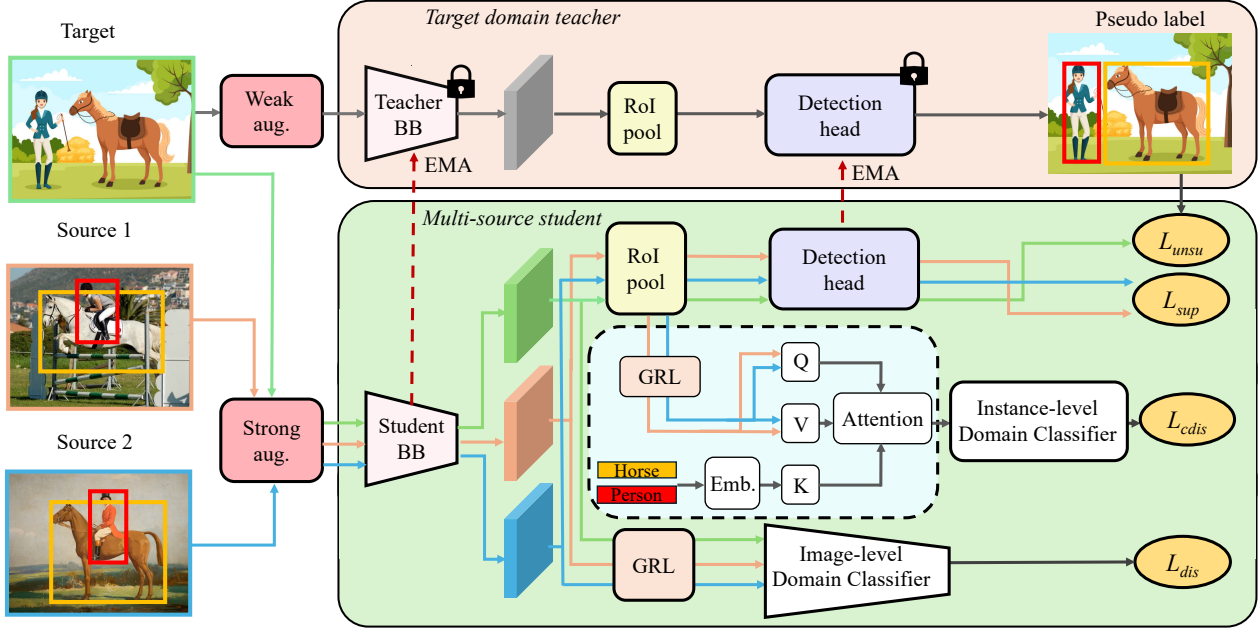 Target domain teacher
Pseudo label
Target
Weak
aug.
Teacher
BB
RoI
pool
Detection
head
EMA
EMA
Source 1
Multi-source student
RoI
pool
Detection
head
L_unsu
L_sup
GRL
Q
V
Attention
Instance-level
Domain Classifier
L_cdis
Strong
aug.
Student
BB
Source 2
Horse
Person
Emb.
K
GRL
Image-level
Domain Classifier
L_dis